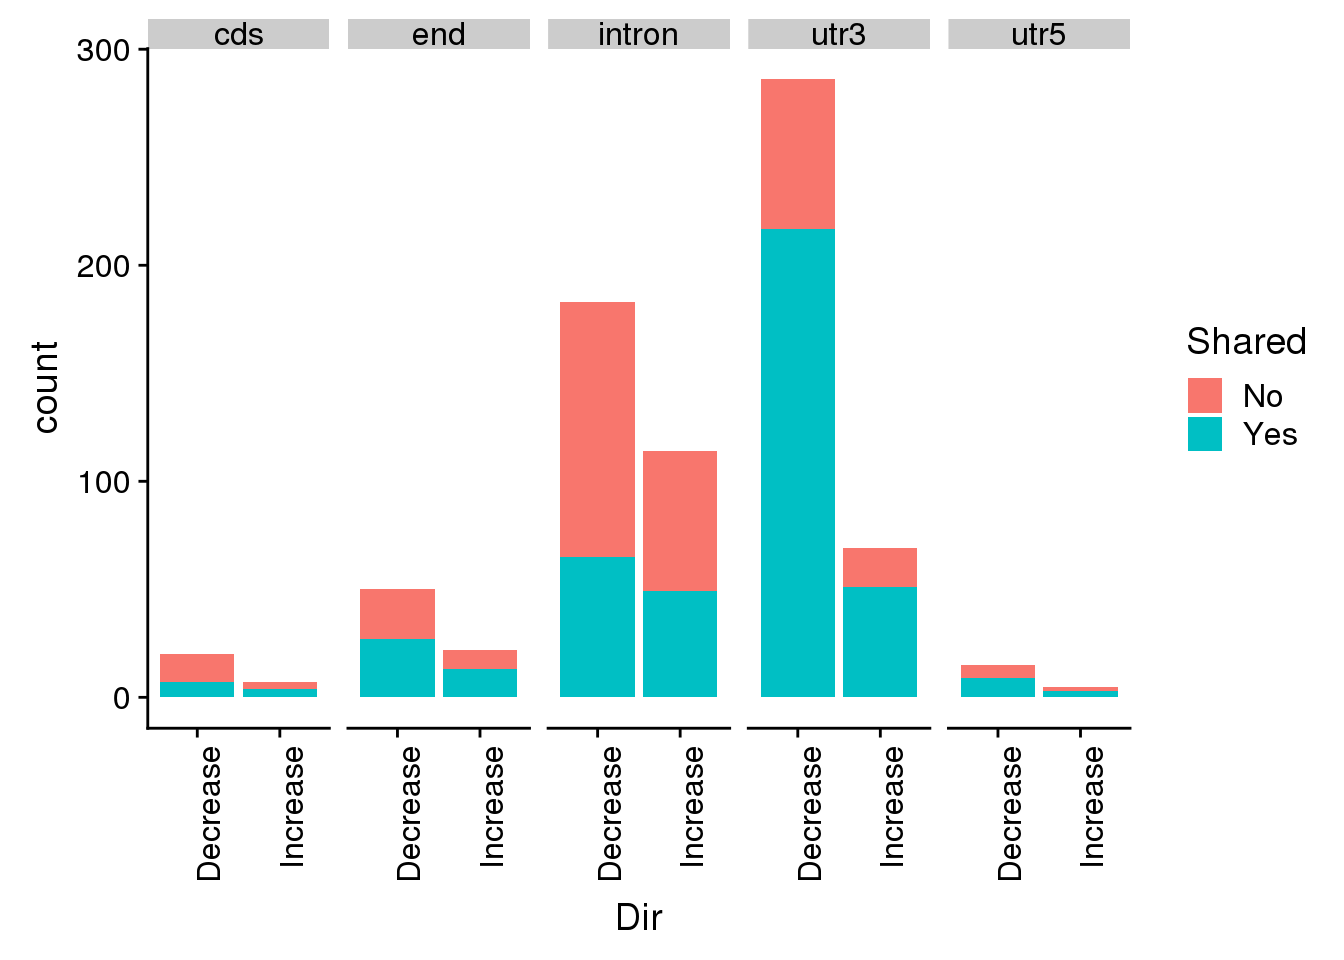 cds end intron utr3 utr5
300
200
100
0
count
Decrease Increase Decrease Increase Decrease Increase Decrease Increase Decrease Increase
Dir
Shared
No
Yes